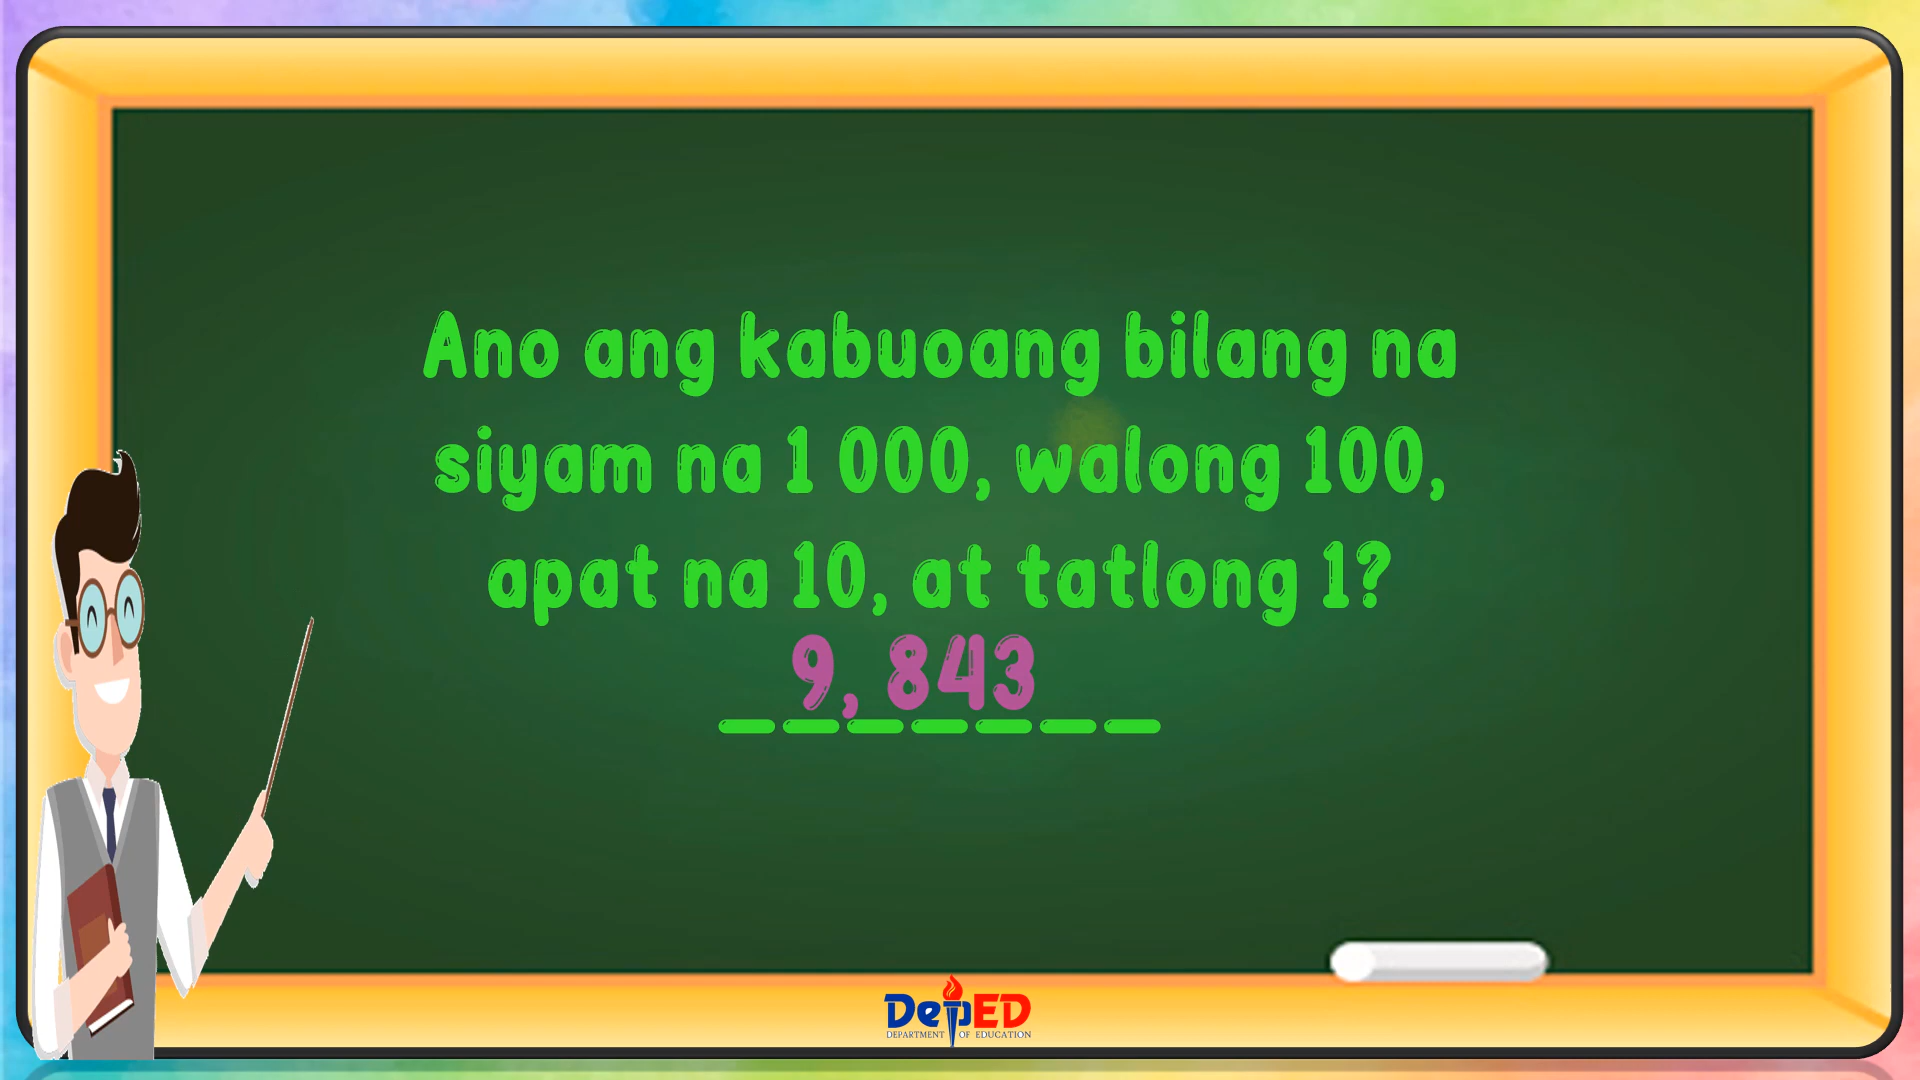 Ano ang kabuoang bilang na
siyam na 1 000, walong 100,
apat na 10, at tatlong 1?
9, 843
_______
DepED
DEPARTMENT OF EDUCATION